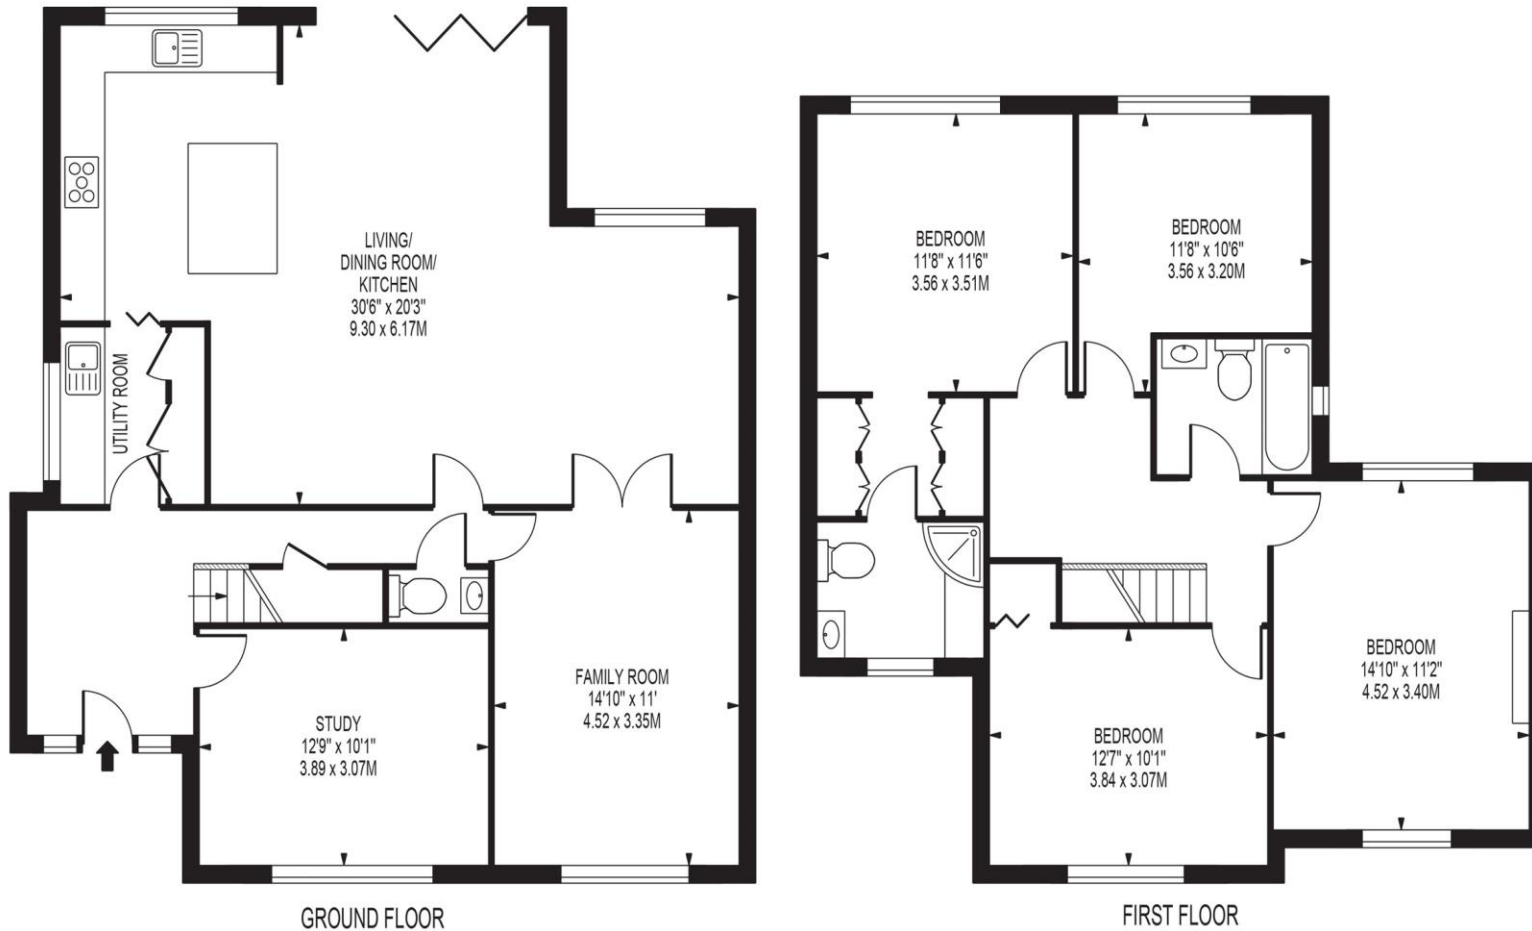 LIVING/
DINING ROOM/
KITCHEN
30'6" x 20'3"
9.30 x 6.17M
UTILITY ROOM
STUDY
12'9" x 10'1"
3.89 x 3.07M
FAMILY ROOM
14'10" x 11'
4.52 x 3.35M
GROUND FLOOR
BEDROOM
11'8" x 11'6"
3.56 x 3.51M
BEDROOM
11'8" x 10'6"
3.56 x 3.20M
BEDROOM
14'10" x 11'2"
4.52 x 3.40M
BEDROOM
12'7" x 10'1"
3.84 x 3.07M
FIRST FLOOR